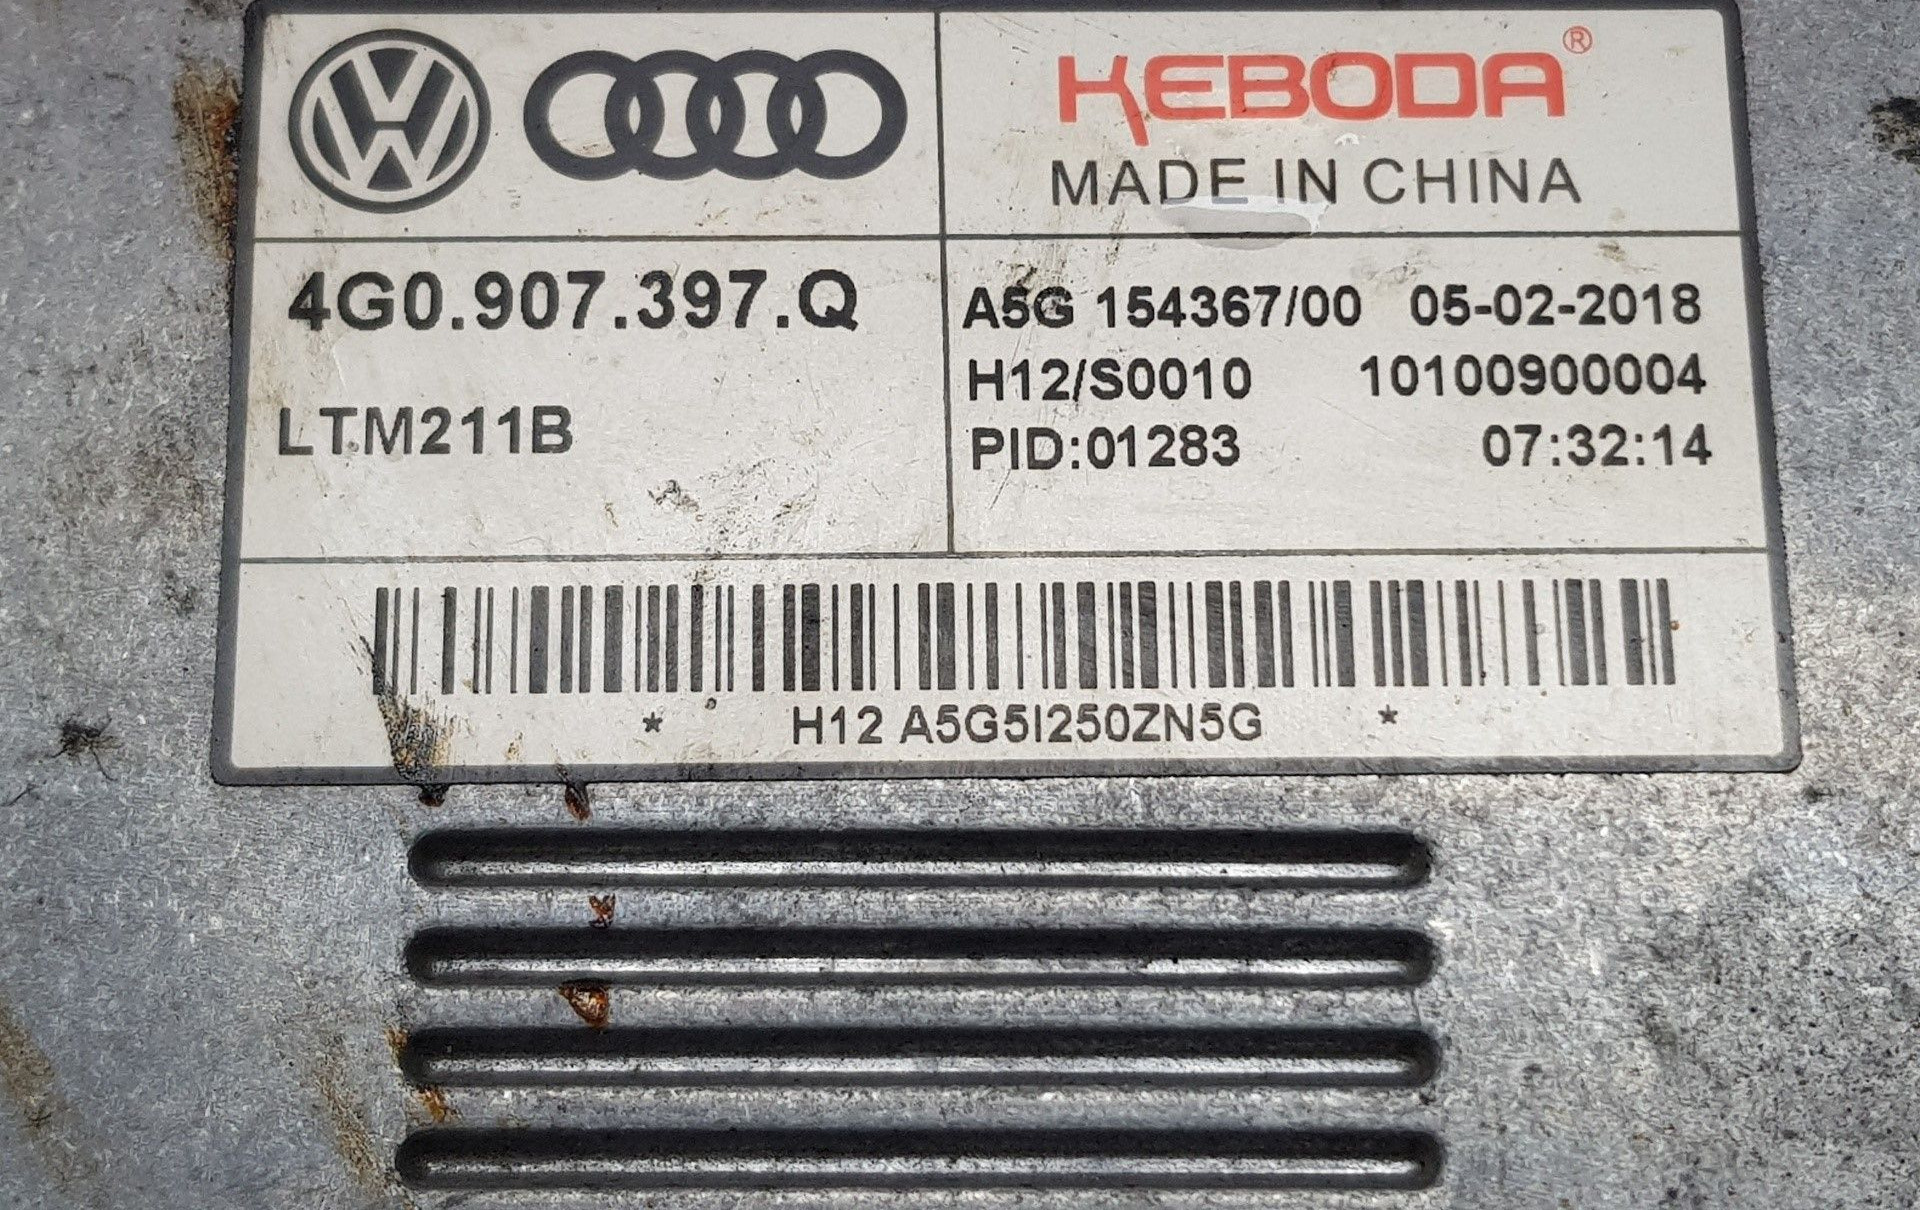 KEBODA®
MADE IN CHINA
4G0.907.397.Q
LTM211B
A5G 154367/00 05-02-2018
H12/S0010 10100900004
PID:01283 07:32:14
* H12 A5G5I250ZN5G *